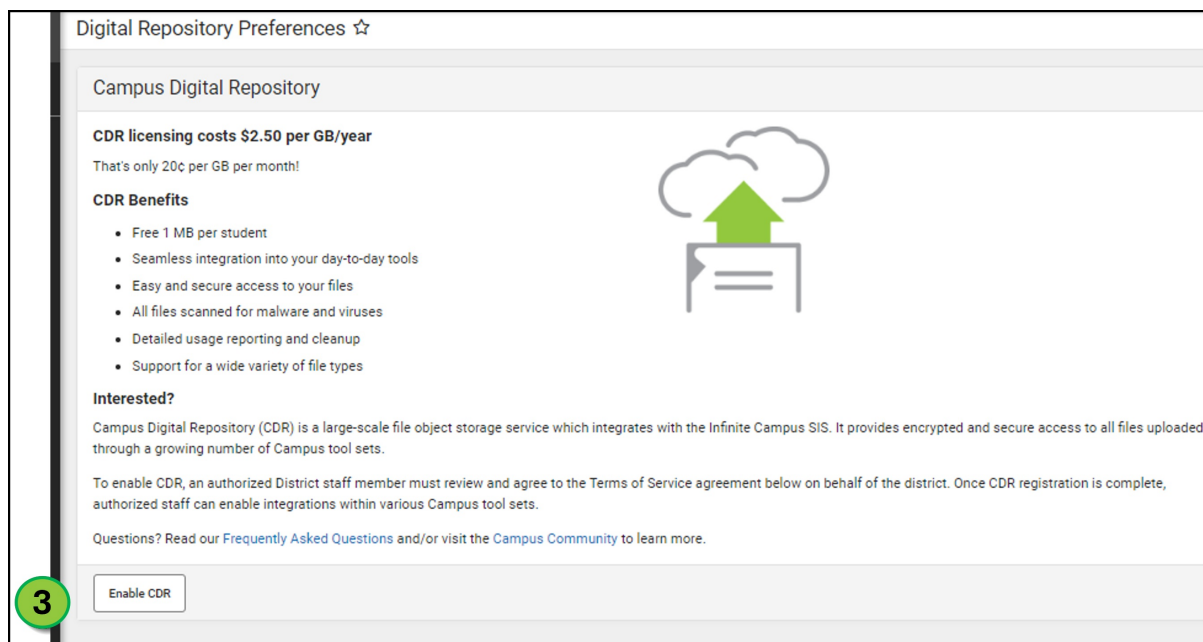 Digital Repository Preferences
Campus Digital Repository
CDR licensing costs $2.50 per GB/year
That's only 20¢ per GB per month!
CDR Benefits
Free 1 MB per student
Seamless integration into your day-to-day tools
Easy and secure access to your files
All files scanned for malware and viruses
Detailed usage reporting and cleanup
Support for a wide variety of file types
Interested?
Campus Digital Repository (CDR) is a large-scale file object storage service which integrates with the Infinite Campus SIS. It provides encrypted and secure access to all files uploaded
through a growing number of Campus tool sets.
To enable CDR, an authorized District staff member must review and agree to the Terms of Service agreement below on behalf of the district. Once CDR registration is complete,
authorized staff can enable integrations within various Campus tool sets.
Questions? Read our Frequently Asked Questions and/or visit the Campus Community to learn more.
3
Enable CDR